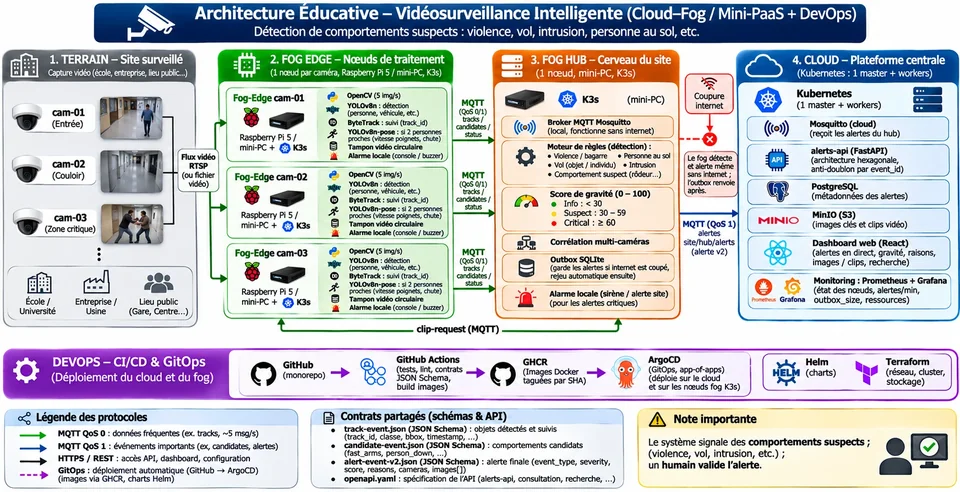 Architecture Éducative – Vidéosurveillance Intelligente (Cloud–Fog / Mini-PaaS + DevOps)
Détection de comportements suspects : violence, vol, intrusion, personne au sol, etc.
1. TERRAIN – Site surveillé
Capture vidéo (école, entreprise, lieu public...)
cam-01
(Entrée)
cam-02
(Couloir)
cam-03
(Zone critique)
École /
Université
Entreprise /
Usine
Lieu public
(Gare, Centre...)
Flux vidéo
RTSP
(ou fichier
vidéo)
2. FOG EDGE – Nœuds de traitement
(1 nœud par caméra, Raspberry Pi 5 / mini-PC, K3s)
Fog-Edge cam-01
Raspberry Pi 5 /
mini-PC + K3s
OpenCV (5 img/s)
YOLOv8n : détection
(personne, véhicule, etc.)
ByteTrack : suivi (track_id)
YOLOv8n-pose : si 2 personnes
proches (vitesse poignets, chute)
Tampon vidéo circulaire
Alarme locale (console / buzzer)
Fog-Edge cam-02
Raspberry Pi 5 /
mini-PC + K3s
OpenCV (5 img/s)
YOLOv8n : détection
(personne, véhicule, etc.)
ByteTrack : suivi (track_id)
YOLOv8n-pose : si 2 personnes
proches (vitesse poignets, chute)
Tampon vidéo circulaire
Alarme locale (console / buzzer)
Fog-Edge cam-03
Raspberry Pi 5 /
mini-PC + K3s
OpenCV (5 img/s)
YOLOv8n : détection
(personne, véhicule, etc.)
ByteTrack : suivi (track_id)
YOLOv8n-pose : si 2 personnes
proches (vitesse poignets, chute)
Tampon vidéo circulaire
Alarme locale (console / buzzer)
MQTT
(QoS 0/1)
tracks
/candidates
/status
MQTT
(QoS 0/1)
tracks /
candidats /
status
MQTT
(QoS 0/1)
tracks /
candidates
/status
clip-request (MQTT)
3. FOG HUB – Cerveau du site
(1 nœud, mini-PC, K3s)
K3s (mini-PC)
Broker MQTT Mosquitto
(local, fonctionne sans internet)
Moteur de règles (détection) :
• Violence / bagarre • Personne au sol
• Vol (objet / individu) • Intrusion
• Comportement suspect (rôdeur...)
Score de gravité (0 – 100)
Info : < 30
Suspect : 30 – 59
Critical : ≥ 60
Corrélation multi-caméras
Outbox SQLite
(garde les alertes si internet est coupé,
rejeu automatique ensuite)
Alarme locale (sirène / alerte site)
(pour les alertes critiques)
Coupure
internet
Le fog détecte
et alerte même
sans internet ;
l'outbox renvoie
après.
MQTT (QoS 1)
alertes
site/hub/alerts
(alerte v2)
4. CLOUD – Plateforme centrale
(Kubernetes : 1 master + workers)
Kubernetes
(1 master + workers)
Mosquitto (cloud)
(reçoit les alertes du hub)
API
alerts-api (FastAPI)
(architecture hexagonale,
anti-doublon par event_id)
PostgreSQL
(métadonnées des alertes)
MINIO
MinIO (S3)
(images clés et clips vidéo)
Dashboard web (React)
(alertes en direct, gravité, raisons,
images / clips, recherche)
Prometheus
Grafana
Monitoring : Prometheus + Grafana
(état des nœuds, alertes/min,
outbox_size, ressources)
DEVOPS – CI/CD & GitOps
(Déploiement du cloud et du fog)
GitHub
(monorepo)
GitHub Actions
(tests, lint, contrats
JSON Schema,
build images)
GHCR
(Images Docker
taguées par SHA)
ArgoCD
(GitOps, app-of-apps)
(déploie sur le cloud
et sur les nœuds fog K3s)
HELM
Helm
(charts)
Terraform
(réseau, cluster,
stockage)
Légende des protocoles
MQTT QoS 0 : données fréquentes (ex. tracks, ~5 msg/s)
MQTT QoS 1 : événements importants (ex. candidates, alertes)
HTTPS / REST : accès API, dashboard, configuration
GitOps : déploiement automatique (GitHub → ArgoCD)
(images via GHCR, charts Helm)
Contrats partagés (schémas & API)
• track-event.json (JSON Schema) : objets détectés et suivis
(track_id, classe, bbox, timestamp, ...)
• candidate-event.json (JSON Schema) : comportements candidats
(fast_arms, person_down, ...)
• alert-event-v2.json (JSON Schema) : alerte finale (event_type, severity,
score, reasons, cameras, images[])
• openapi.yaml : spécification de l'API (alerts-api, consultation, recherche, ...)
Note importante
Le système signale des comportements suspects ;
(violence, vol, intrusion, etc.) ;
un humain valide l'alerte.